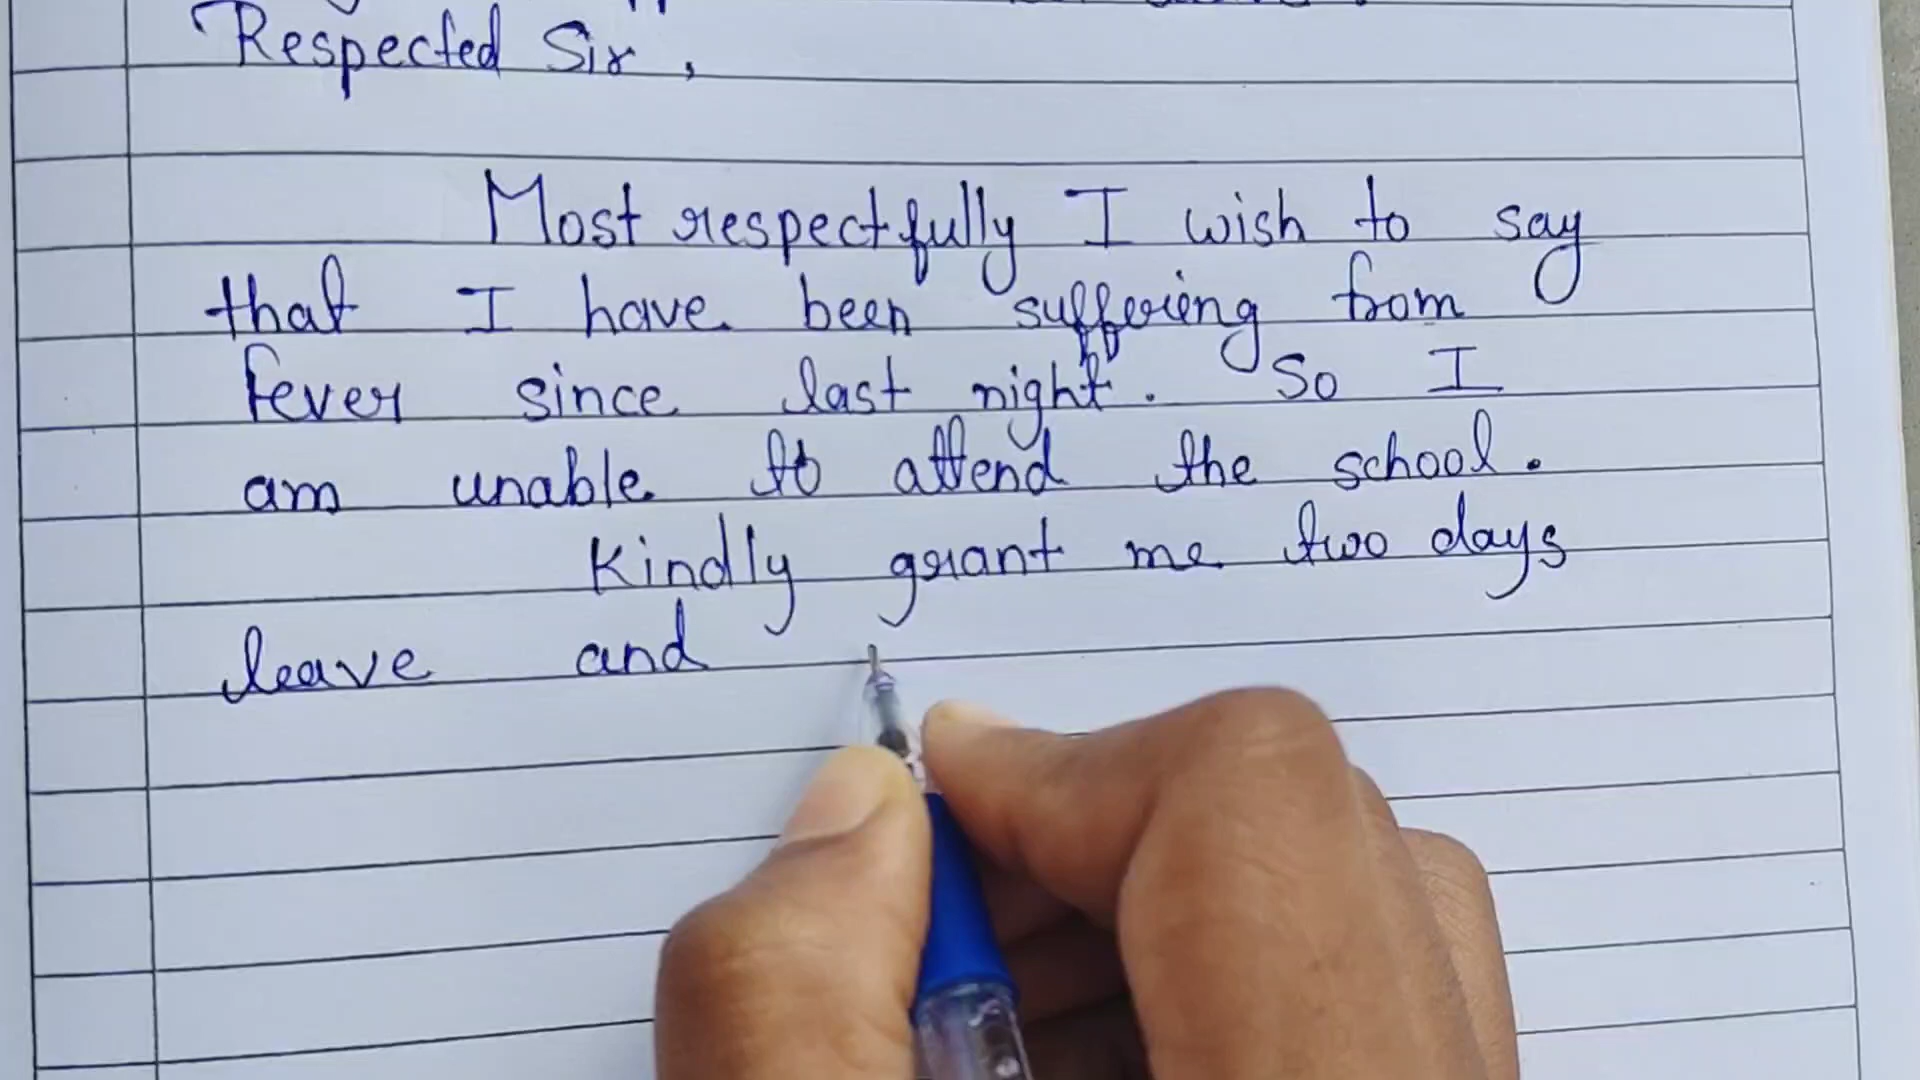 Respected Sir,
Most respectfully I wish to say
that I have been suffering from
fever since last night. So I
am unable to attend the school.
Kindly grant me two days
leave and